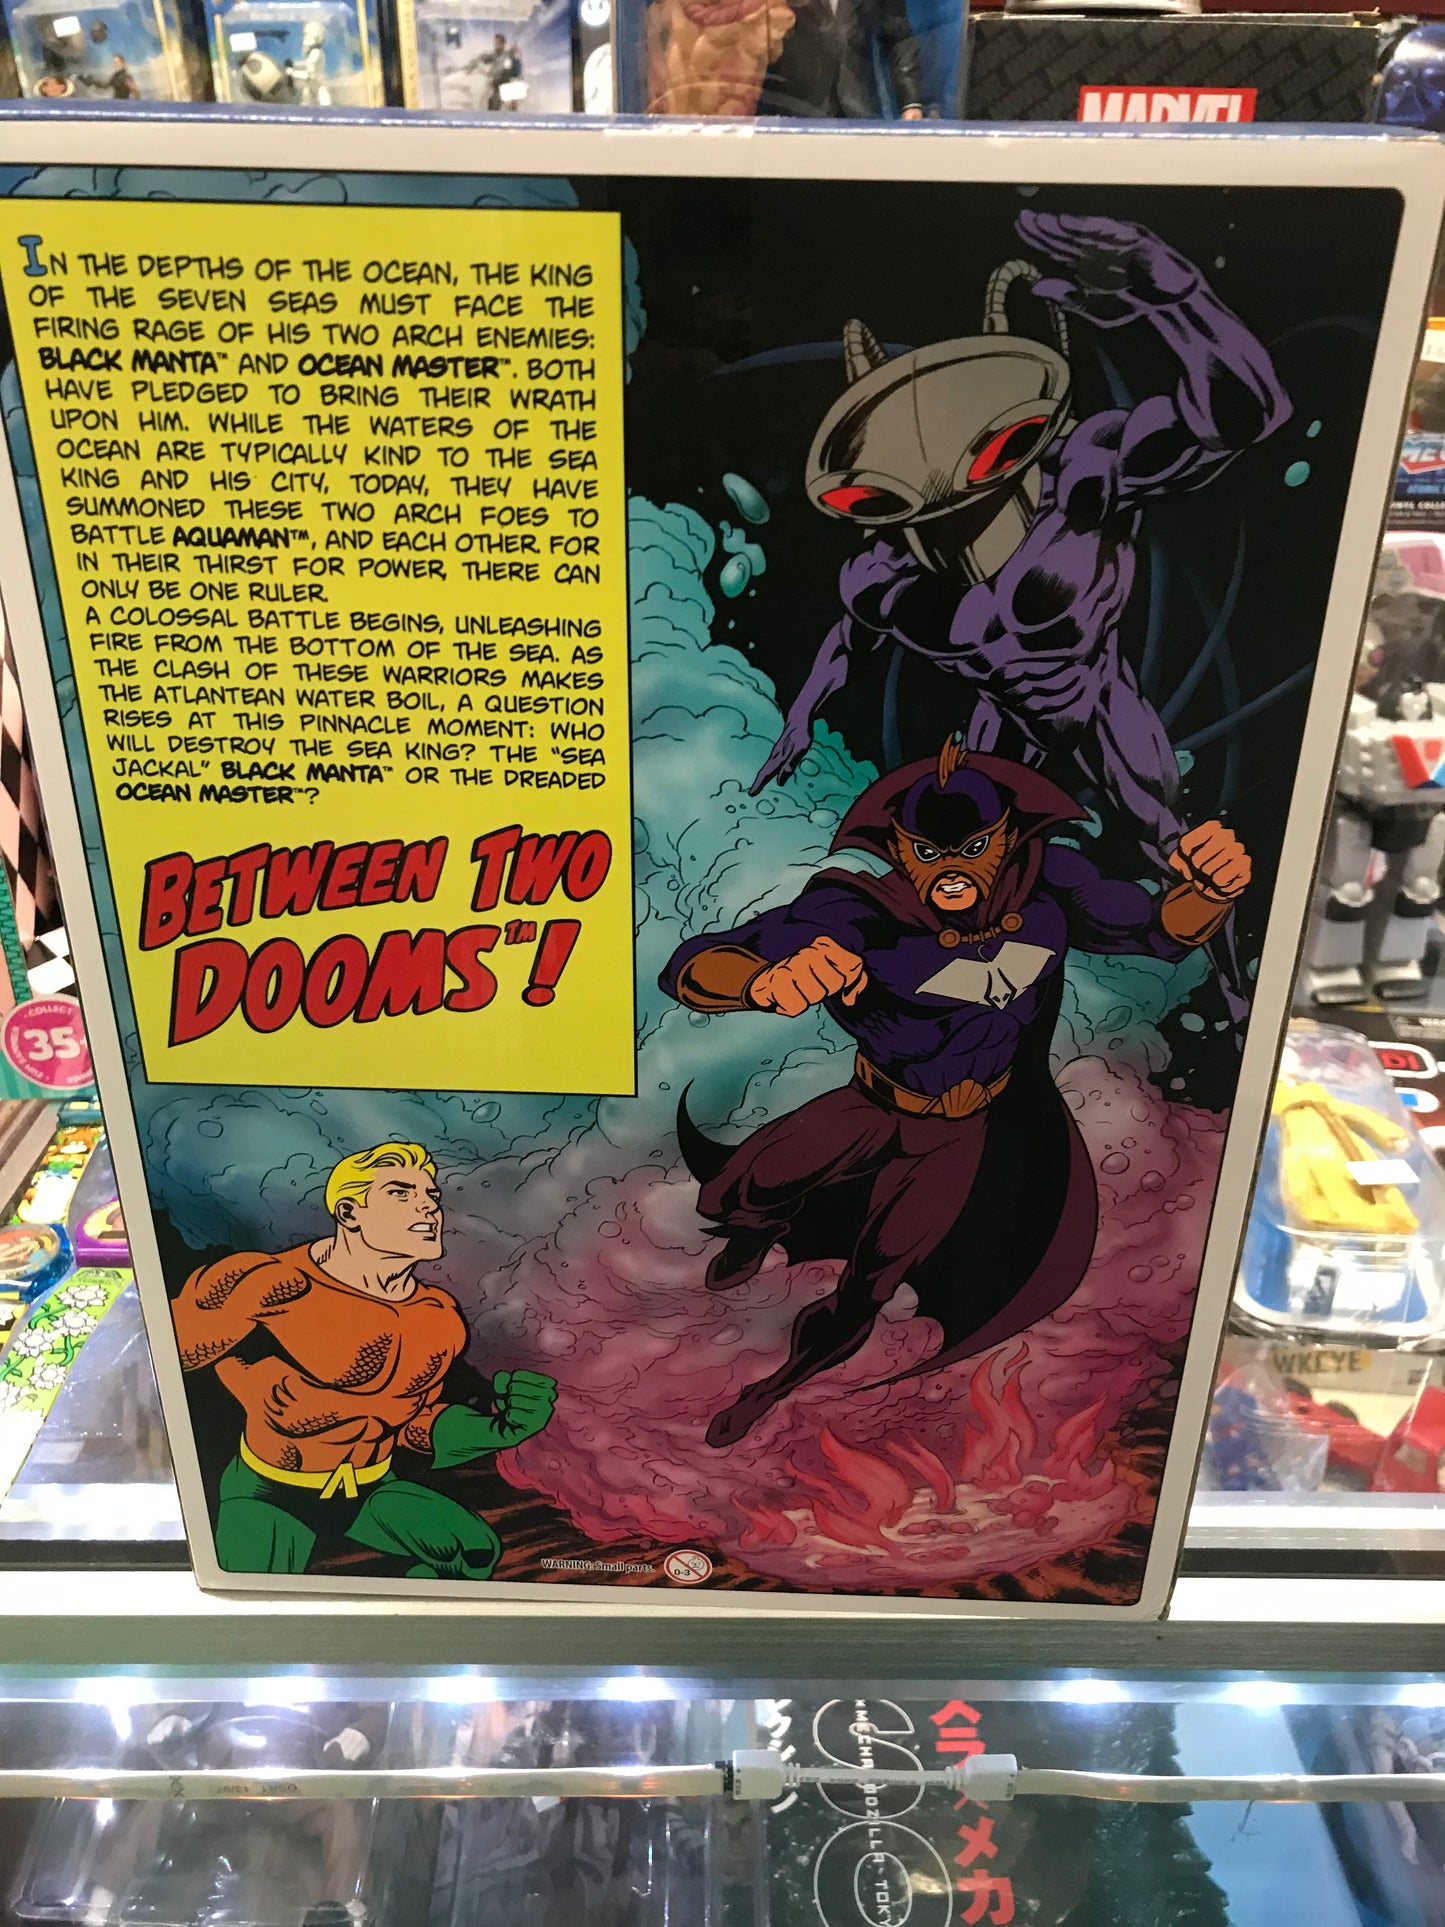 MARVEL
IN THE DEPTHS OF THE OCEAN, THE KING
OF THE SEVEN SEAS MUST FACE THE
FIRING RAGE OF HIS TWO ARCH ENEMIES:
BLACK MANTA™ AND OCEAN MASTER™. BOTH
HAVE PLEDGED TO BRING THEIR WRATH
UPON HIM. WHILE THE WATERS OF THE
OCEAN ARE TYPICALLY KIND TO THE SEA
KING AND HIS CITY, TODAY, THEY HAVE
SUMMONED THESE TWO ARCH FOES TO
BATTLE AQUAMAN™, AND EACH OTHER. FOR
IN THEIR THIRST FOR POWER, THERE CAN
ONLY BE ONE RULER.
A COLOSSAL BATTLE BEGINS, UNLEASHING
FIRE FROM THE BOTTOM OF THE SEA. AS
THE CLASH OF THESE WARRIORS MAKES
THE ATLANTEAN WATER BOIL, A QUESTION
RISES AT THIS PINNACLE MOMENT: WHO
WILL DESTROY THE SEA KING? THE "SEA
JACKAL" BLACK MANTA™ OR THE DREADED
OCEAN MASTER™?
BETWEEN TWO
DOOMS™!
COLLECT
35
A
WARNING: Small parts.
0-3
WKEYE
メカ